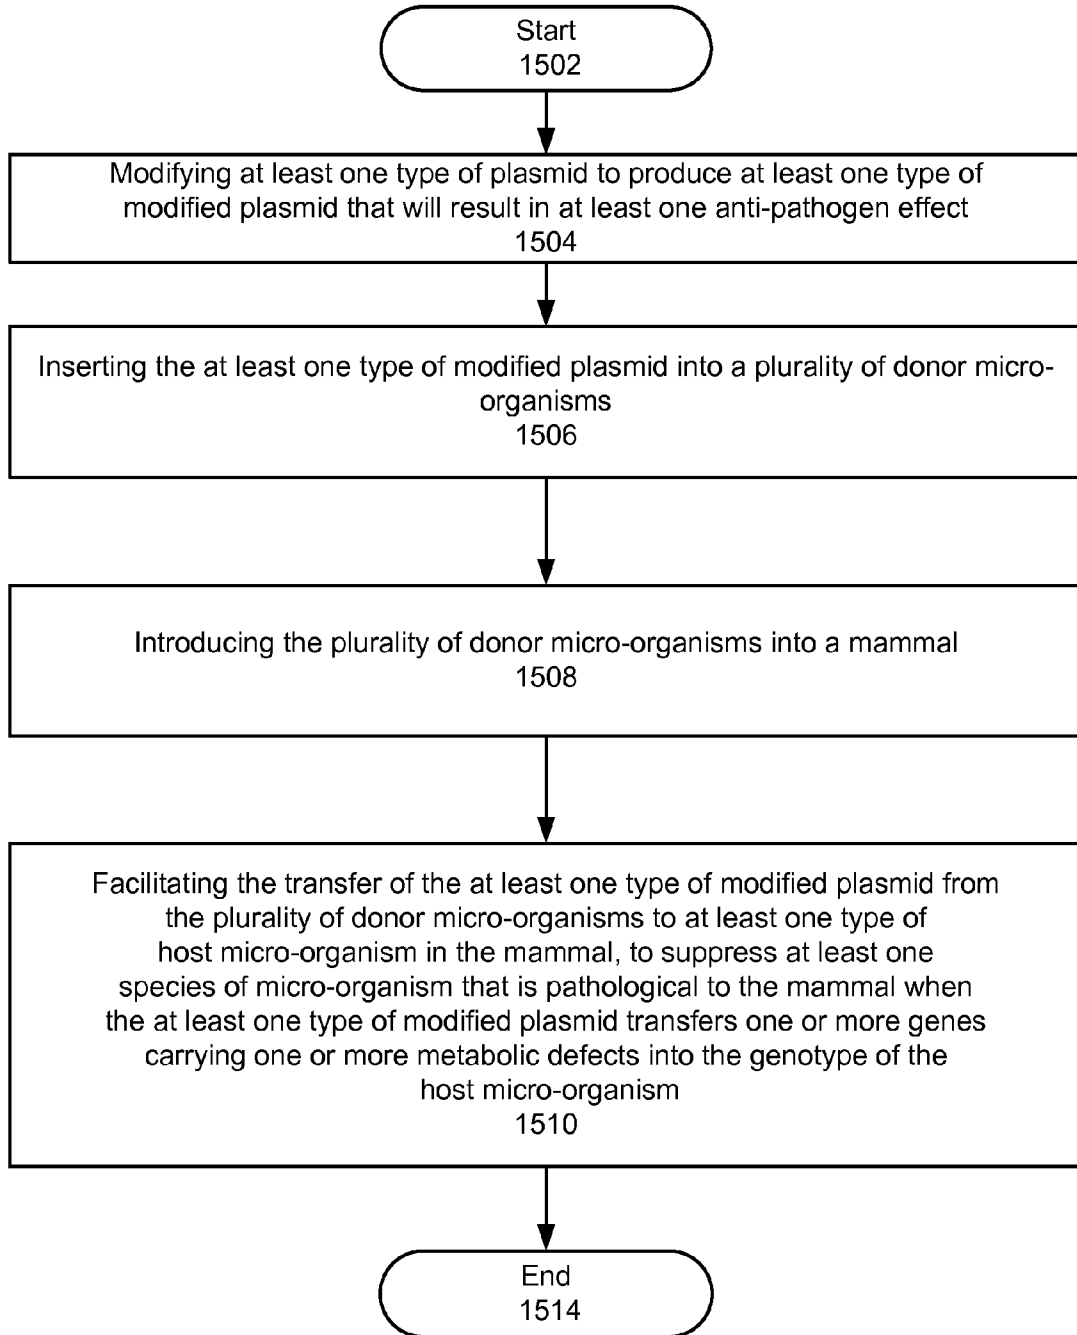 Start
1502
Modifying at least one type of plasmid to produce at least one type of
modified plasmid that will result in at least one anti-pathogen effect
1504
Inserting the at least one type of modified plasmid into a plurality of donor micro-
organisms
1506
Introducing the plurality of donor micro-organisms into a mammal
1508
Facilitating the transfer of the at least one type of modified plasmid from
the plurality of donor micro-organisms to at least one type of
host micro-organism in the mammal, to suppress at least one
species of micro-organism that is pathological to the mammal when
the at least one type of modified plasmid transfers one or more genes
carrying one or more metabolic defects into the genotype of the
host micro-organism
1510
End
1514